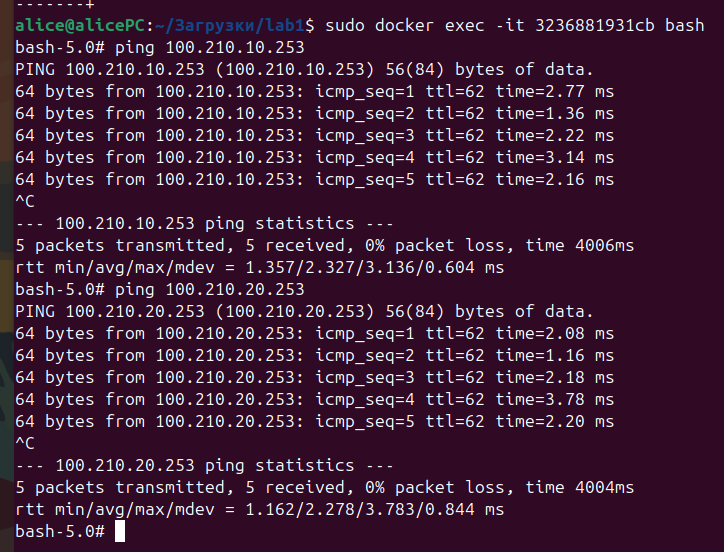 -------+
alice@alicePC:~/Загрузки/lab1$ sudo docker exec -it 3236881931cb bash
bash-5.0# ping 100.210.10.253
PING 100.210.10.253 (100.210.10.253) 56(84) bytes of data.
64 bytes from 100.210.10.253: icmp_seq=1 ttl=62 time=2.77 ms
64 bytes from 100.210.10.253: icmp_seq=2 ttl=62 time=1.36 ms
64 bytes from 100.210.10.253: icmp_seq=3 ttl=62 time=2.22 ms
64 bytes from 100.210.10.253: icmp_seq=4 ttl=62 time=3.14 ms
64 bytes from 100.210.10.253: icmp_seq=5 ttl=62 time=2.16 ms
^C
--- 100.210.10.253 ping statistics ---
5 packets transmitted, 5 received, 0% packet loss, time 4006ms
rtt min/avg/max/mdev = 1.357/2.327/3.136/0.604 ms
bash-5.0# ping 100.210.20.253
PING 100.210.20.253 (100.210.20.253) 56(84) bytes of data.
64 bytes from 100.210.20.253: icmp_seq=1 ttl=62 time=2.08 ms
64 bytes from 100.210.20.253: icmp_seq=2 ttl=62 time=1.16 ms
64 bytes from 100.210.20.253: icmp_seq=3 ttl=62 time=2.18 ms
64 bytes from 100.210.20.253: icmp_seq=4 ttl=62 time=3.78 ms
64 bytes from 100.210.20.253: icmp_seq=5 ttl=62 time=2.20 ms
^C
--- 100.210.20.253 ping statistics ---
5 packets transmitted, 5 received, 0% packet loss, time 4004ms
rtt min/avg/max/mdev = 1.162/2.278/3.783/0.844 ms
bash-5.0#